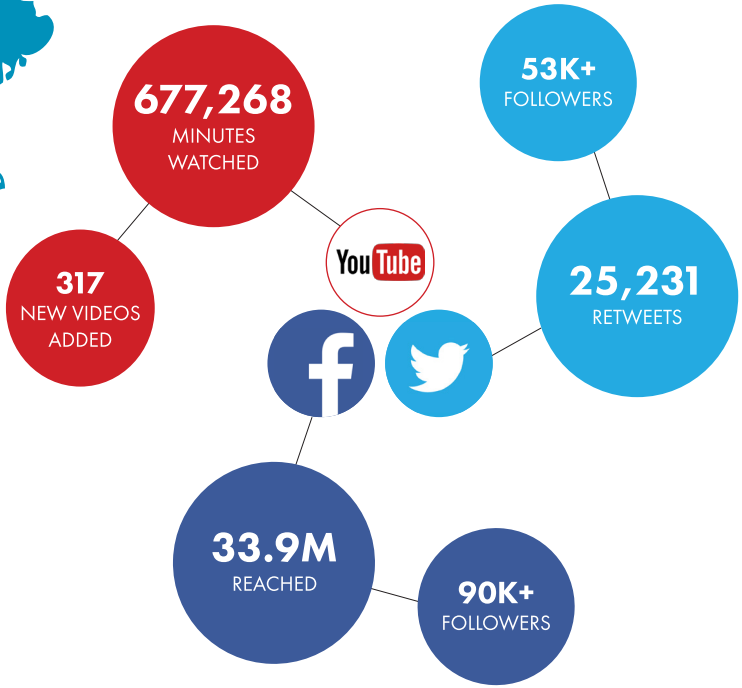 677,268
MINUTES
WATCHED
317
NEW VIDEOS
ADDED
YouTube
53K+
FOLLOWERS
25,231
RETWEETS
f
33.9M
REACHED
90K+
FOLLOWERS